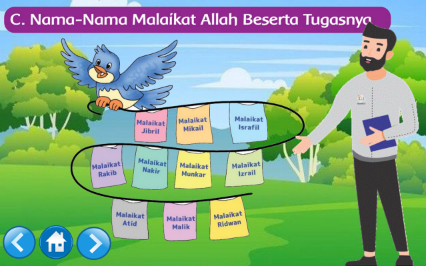 C. Nama-Nama Malaikat Allah Beserta Tugasnya
Malaikat
Jibril
Malaikat
Mikail
Malaikat
Israfil
Malaikat
Rakib
Malaikat
Nakir
Malaikat
Munkar
Malaikat
Izrail
Malaikat
Atid
Malaikat
Malik
Malaikat
Ridwan